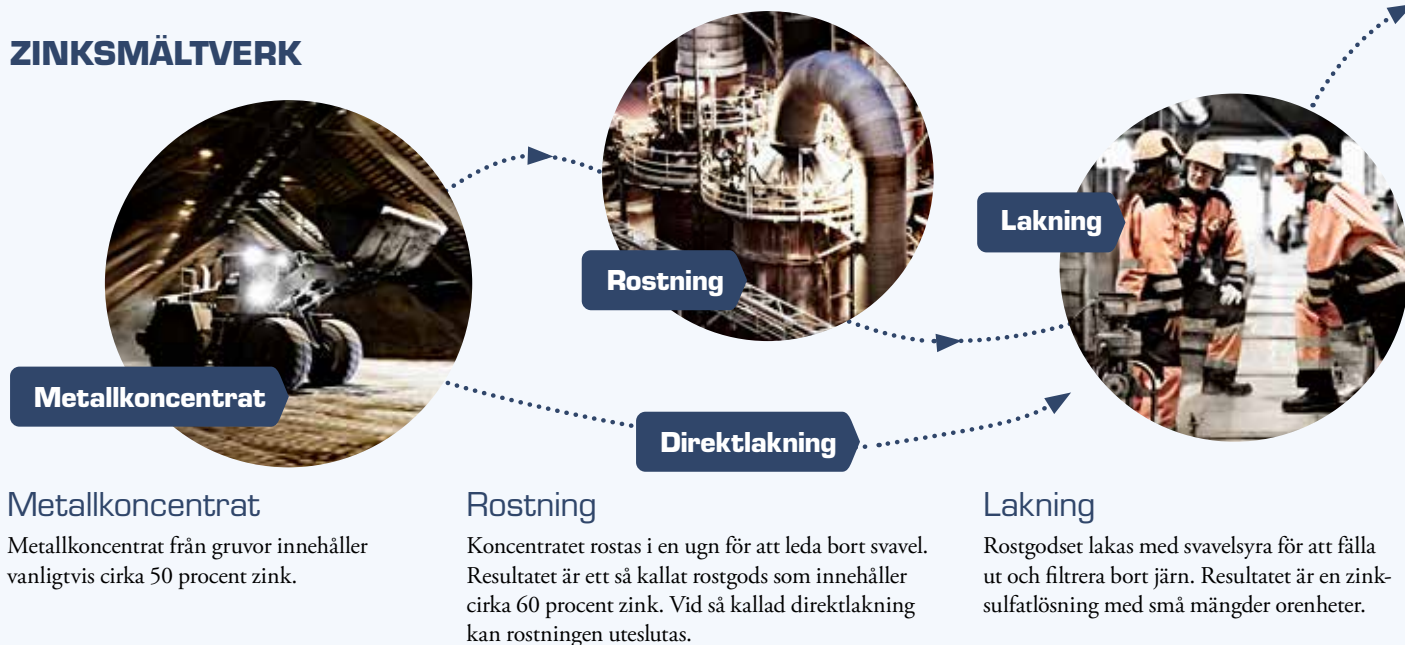 ZINKSMÄLTVERK
Metallkoncentrat
Rostning
Direktlakning
Lakning
Metallkoncentrat
Metallkoncentrat från gruvor innehåller
vanligtvis cirka 50 procent zink.
Rostning
Koncentratet rostas i en ugn för att leda bort svavel.
Resultatet är ett så kallat rostgods som innehåller
cirka 60 procent zink. Vid så kallad direktlakning
kan rostningen uteslutas.
Lakning
Rostgodset lakas med svavelsyra för att fälla
ut och filtrera bort järn. Resultatet är en zink-
sulfatlösning med små mängder orenheter.